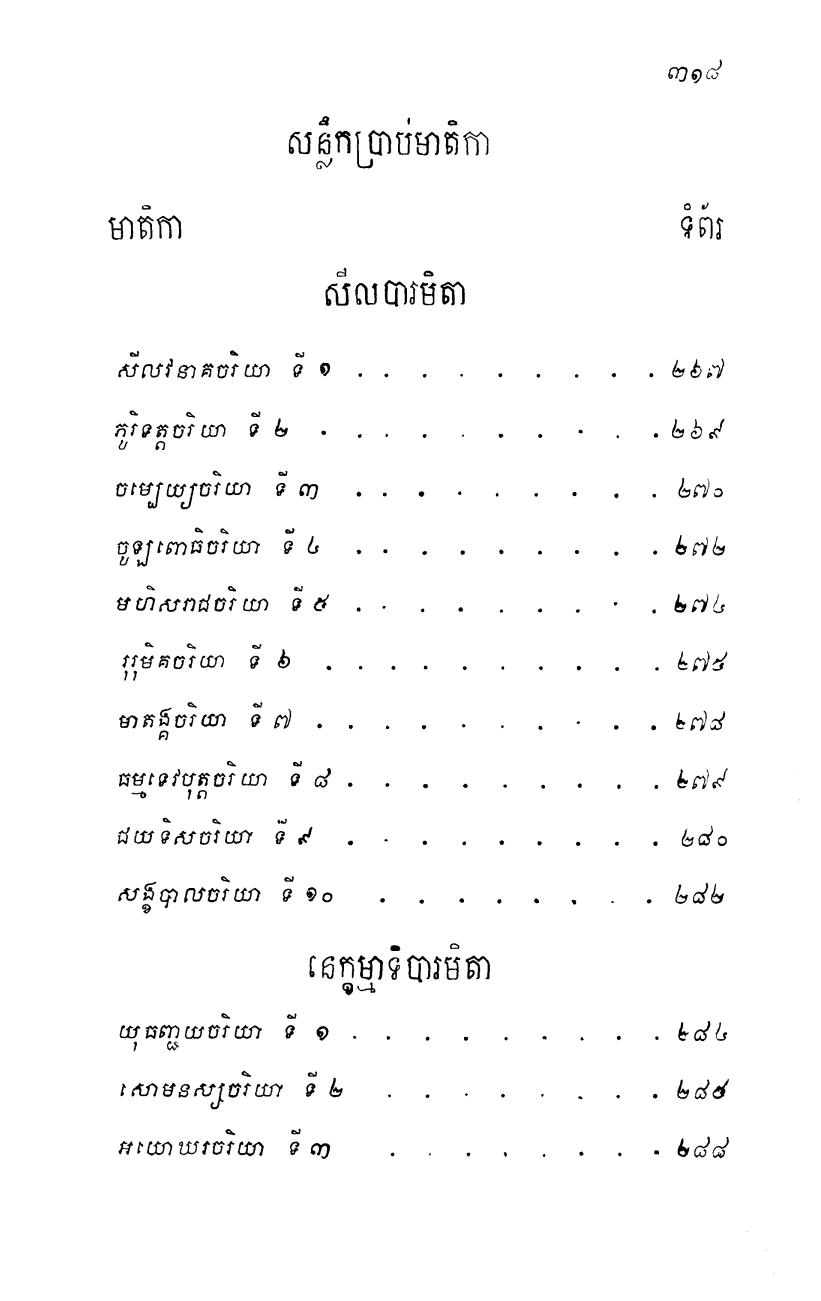 ៣១៨
សន្លឹកប្រាប់មាតិកា
មាតិកា ទំព័រ
សីលបារមិតា
សីលវនាគចរិយា ទី ១ . . . . . . . . . ២៦៧
ភូរិទត្តចរិយា ទី ២ . . . . . . . . . . ២៦៩
ចម្បេយ្យចរិយា ទី ៣ . . . . . . . . . ២៧០
ចូឡពោធិចរិយា ទី ៤ . . . . . . . . . ២៧២
មហិសរាជចរិយា ទី ៥ . . . . . . . . . ២៧៤
រុរុមិគចរិយា ទី ៦ . . . . . . . . . . ២៧៥
មាតង្គចរិយា ទី ៧ . . . . . . . . . . ២៧៨
ធម្មទេវបុត្តចរិយា ទី ៨ . . . . . . . . . ២៧៩
ជយទិសចរិយា ទី ៩ . . . . . . . . . ២៨០
សង្ខបាលចរិយា ទី ១០ . . . . . . . . ២៨២
នេក្ខម្មាទិបារមិតា
យុធញ្ជយចរិយា ទី ១ . . . . . . . . . ២៨៤
សោមនស្សចរិយា ទី ២ . . . . . . . . ២៨៥
អយោឃរចរិយា ទី ៣ . . . . . . . . ២៨៨